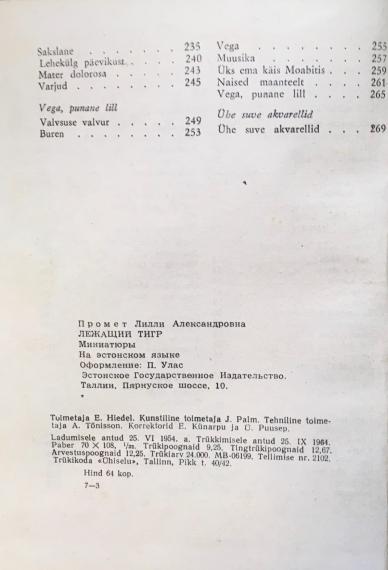 Sakslane . . . . . . . 235
Lehekülg päevikust. . . . . 240
Mater dolorosa . . . . . 243
Varjud . . . . . . . 245
Vega, punane lill
Valvsuse valvur . . . . . 249
Buren . . . . . . . 253
Vega . . . . . . . 255
Muusika . . . . . . 257
Üks ema käis Moabitis . . . 259
Naised maanteelt . . . . 261
Vega, punane lill . . . . 265
Ühe suve akvarellid
Ühe suve akvarellid . . . 269
Промет Лилли Александровна
ЛЕЖАЩИЙ ТИГР
Миниатюры
На эстонском языке
Оформление: П. Улас
Эстонское Государственное Издательство.
Таллин, Пярнуское шоссе, 10.
*
Toimetaja E. Hiedel. Kunstiline toimetaja J. Palm. Tehniline toime-
taja A. Tõnisson. Korrektorid E. Künarpu ja Ü. Puusep.
Ladumisele antud 25. VI 1964. a. Trükkimisele antud 25. IX 1964.
Paber 70 × 108, ¹/₃₂. Trükipoognaid 9,25. Tingtrükipoognaid 12,67.
Arvestuspoognaid 12,25. Trükiarv 24.000. MB-06199. Tellimise nr. 2102.
Trükikoda «Ühiselu», Tallinn, Pikk t. 40/42.
Hind 64 kop.
7—3